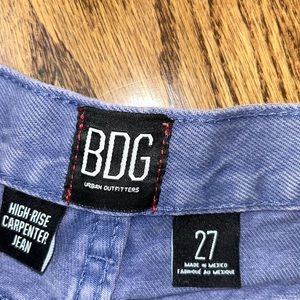 BDG
URBAN OUTFITTERS
HIGH-RISE
CARPENTER
JEAN
27
MADE IN MEXICO
FABRIQUÉ AU MEXIQUE